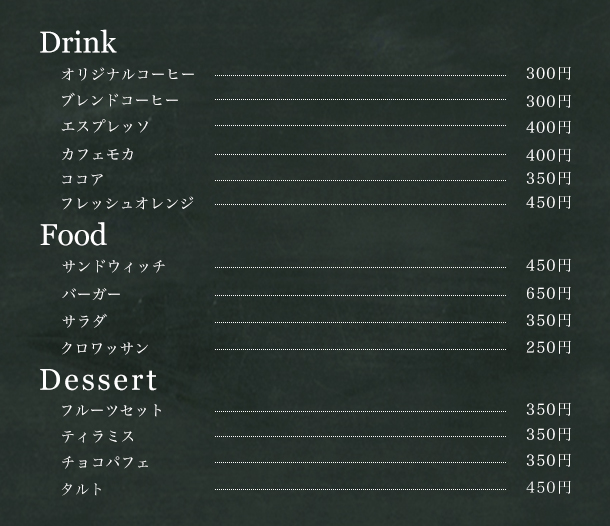 Drink
オリジナルコーヒー 300円
ブレンドコーヒー 300円
エスプレッソ 400円
カフェモカ 400円
ココア 350円
フレッシュオレンジ 450円
Food
サンドウィッチ 450円
バーガー 650円
サラダ 350円
クロワッサン 250円
Dessert
フルーツセット 350円
ティラミス 350円
チョコパフェ 350円
タルト 450円